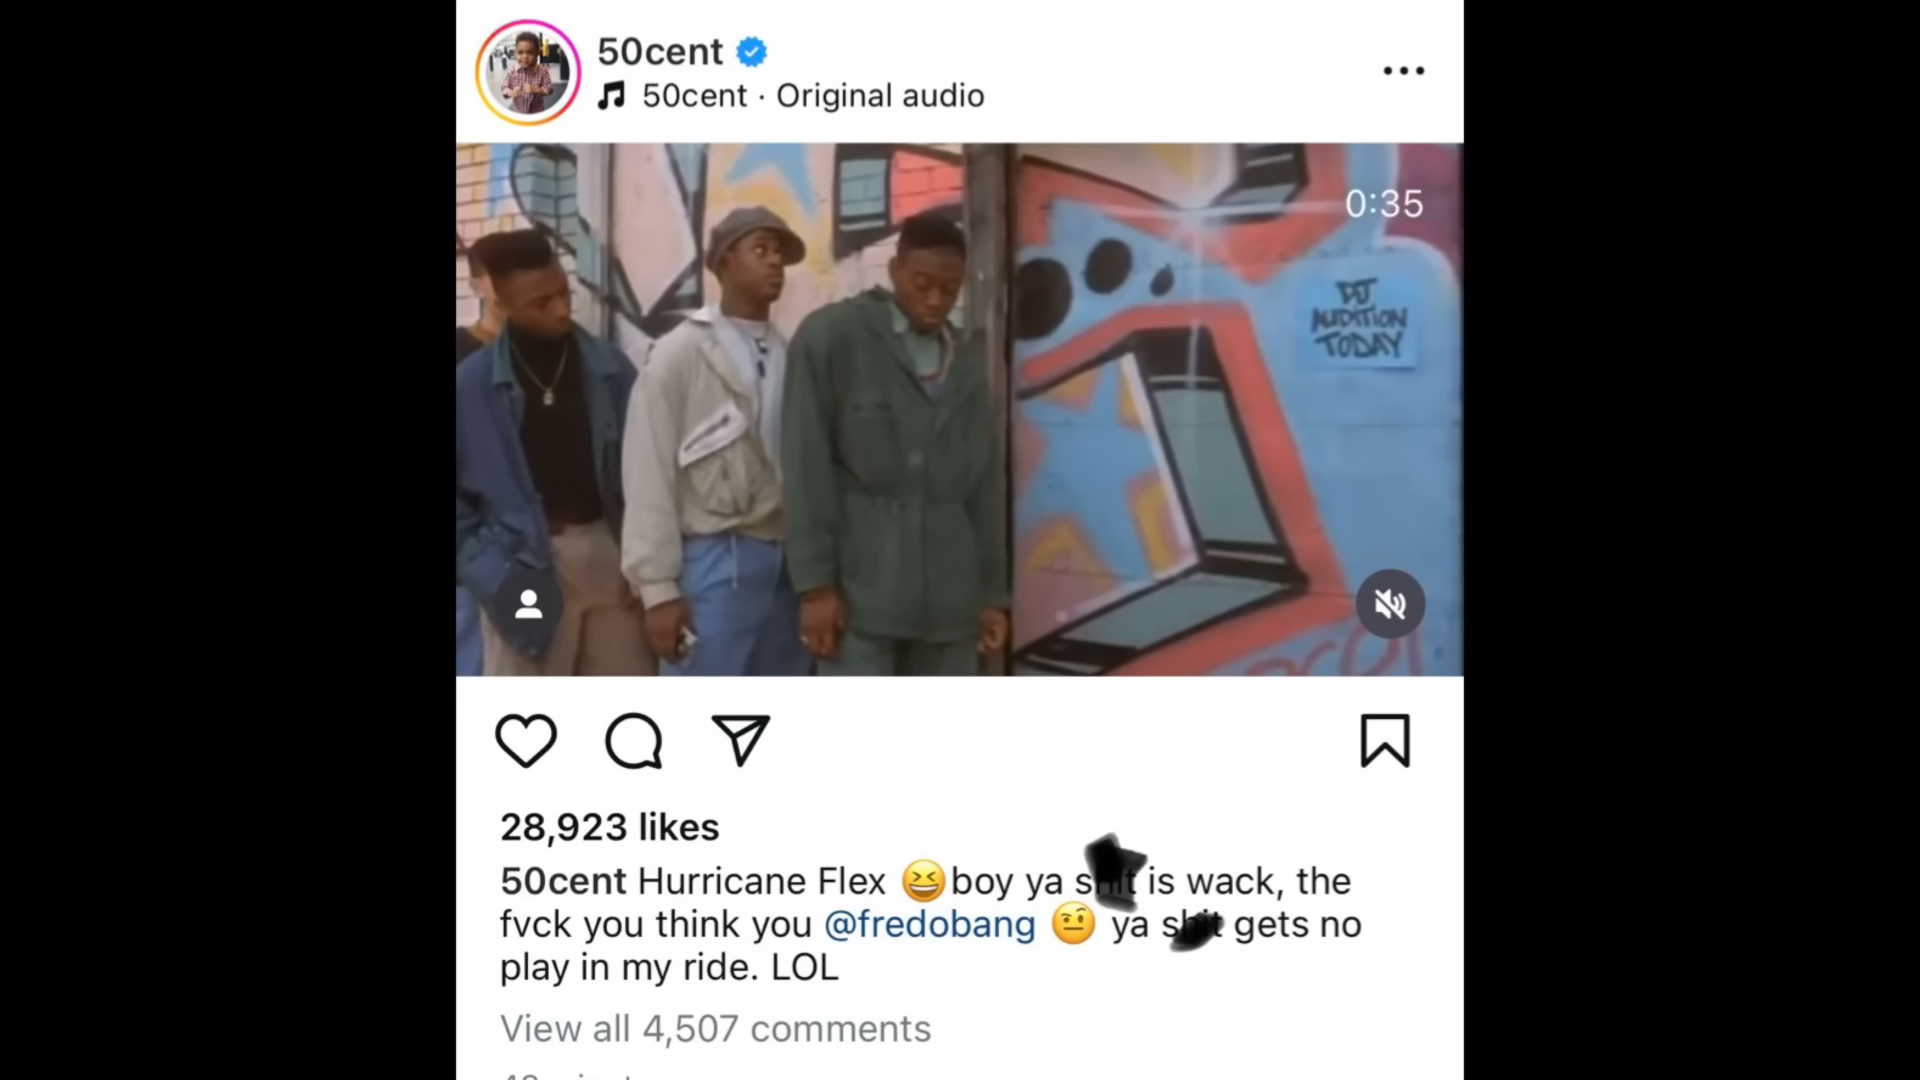 50cent
50cent · Original audio
0:35
DJ
AUDITION
TODAY
28,923 likes
50cent Hurricane Flex 😆 boy ya shit is wack, the
fvck you think you @fredobang 🤨 ya shit gets no
play in my ride. LOL
View all 4,507 comments